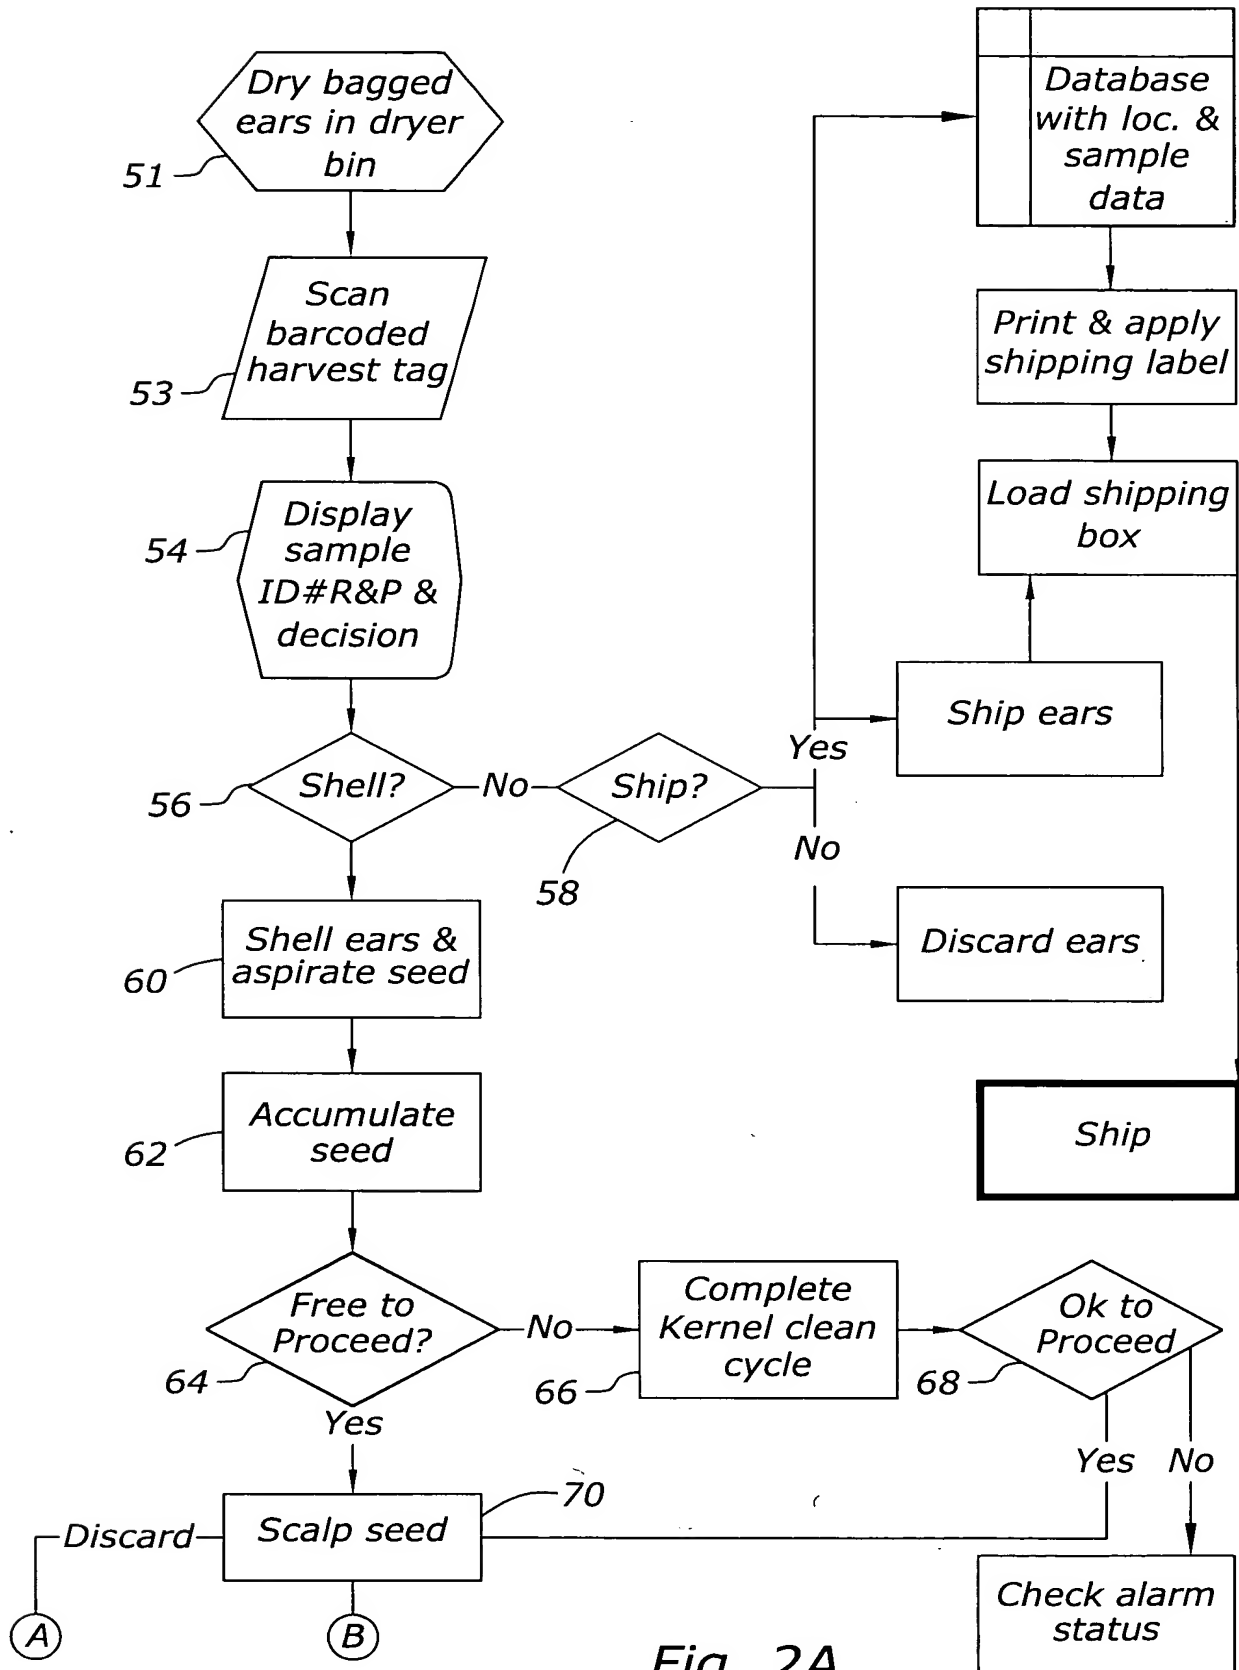 Dry bagged
ears in dryer
bin
51
Scan
barcoded
harvest tag
53
Display
sample
ID#R&P &
decision
54
Shell?
56
No
Ship?
58
Yes
No
Database
with loc. &
sample
data
Print & apply
shipping label
Load shipping
box
Ship ears
Discard ears
Ship
Shell ears &
aspirate seed
60
Accumulate
seed
62
Free to
Proceed?
64
No
Complete
Kernel clean
cycle
66
Ok to
Proceed
68
Yes
Yes
No
Scalp seed
70
Discard
A
B
Check alarm
status
Fig. 2A